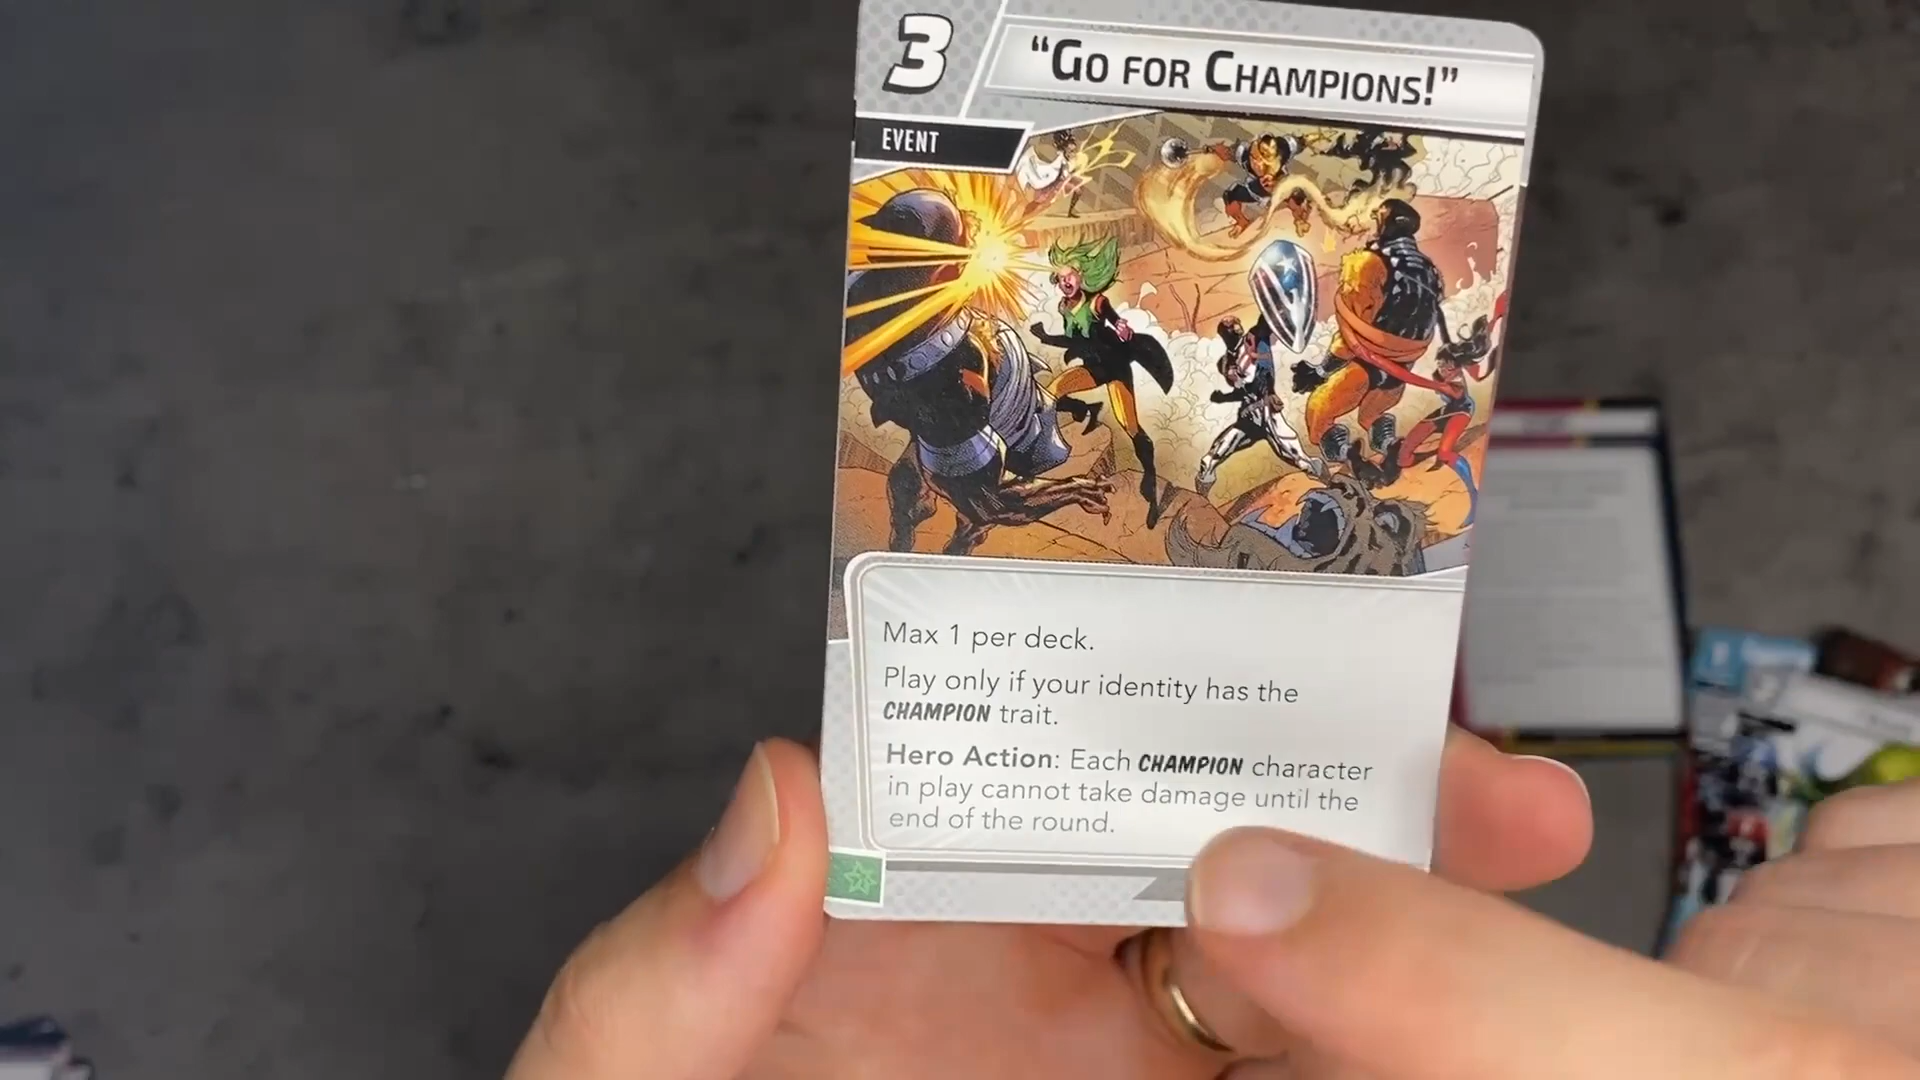 3
“GO FOR CHAMPIONS!”
EVENT
Max 1 per deck.
Play only if your identity has the
CHAMPION trait.
Hero Action: Each CHAMPION character
in play cannot take damage until the
end of the round.